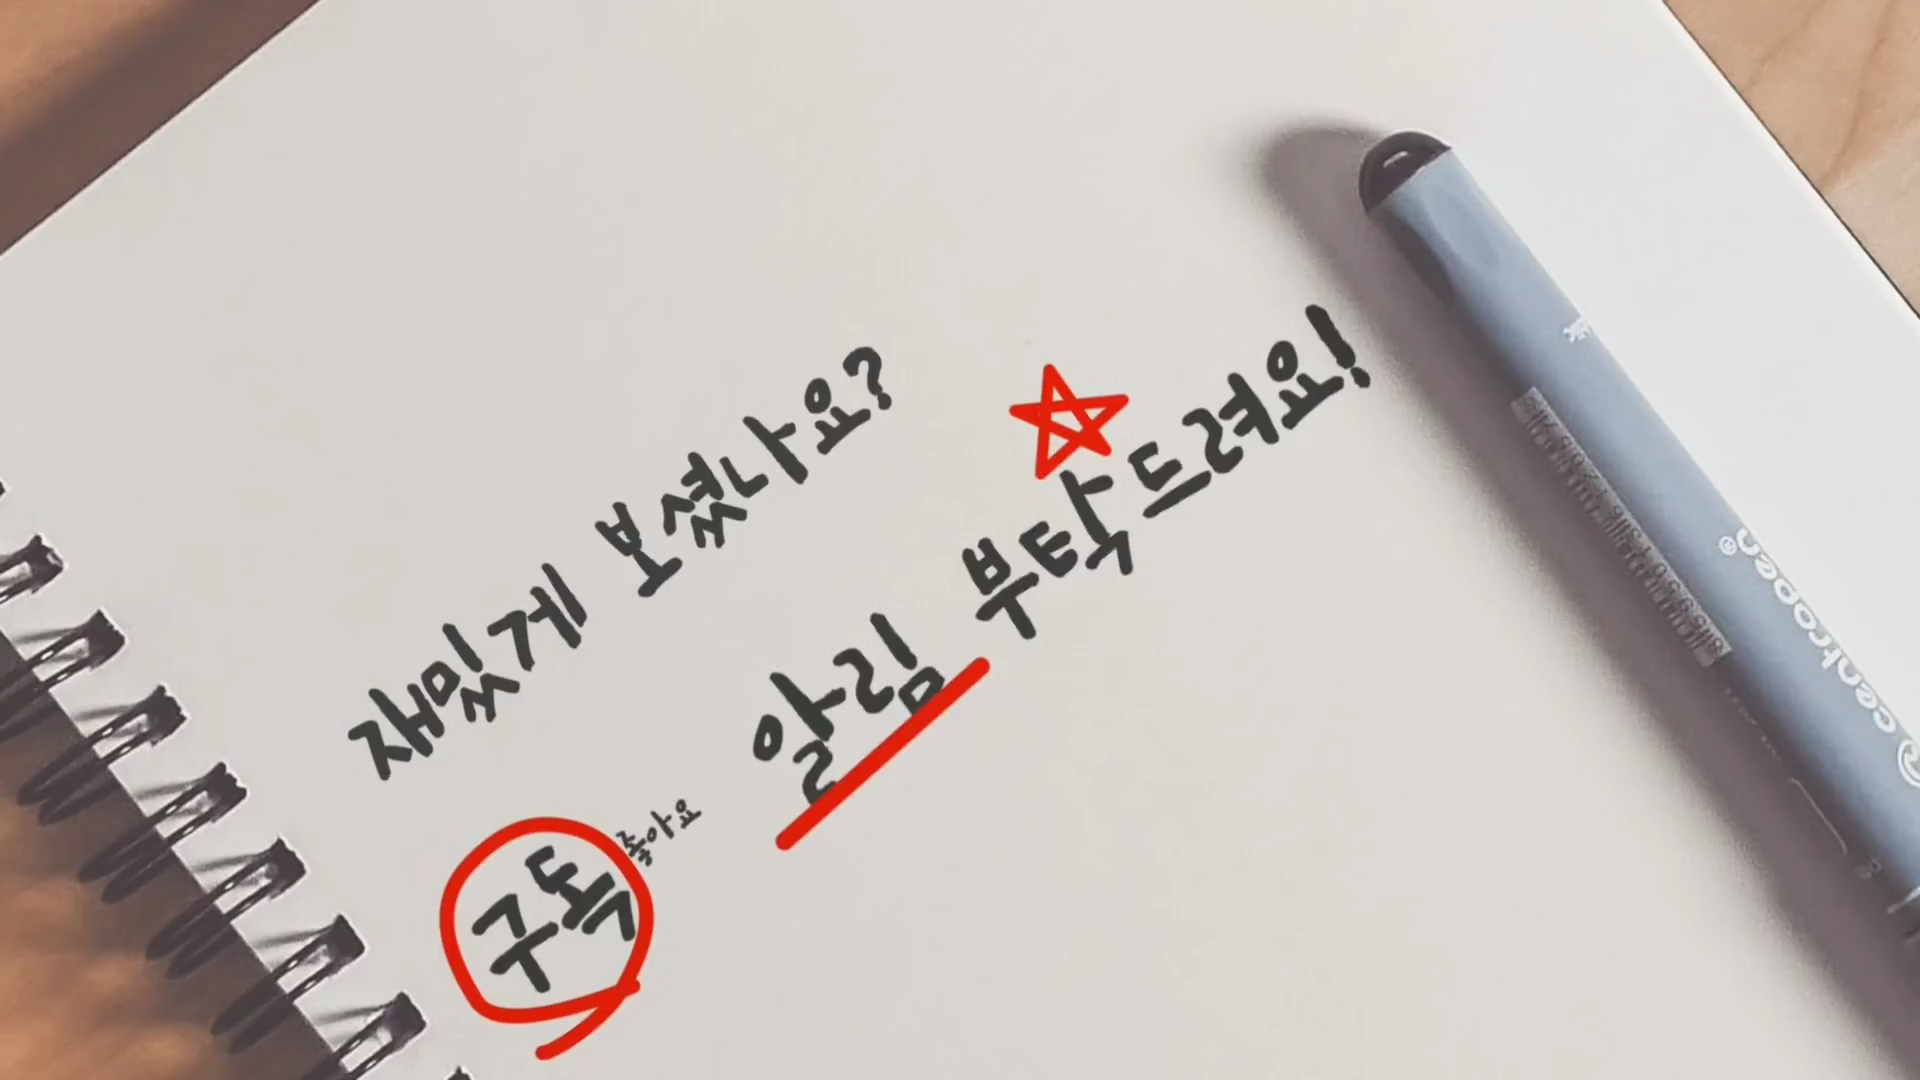 재밌게 보셨나요?
구독 좋아요 알림 부탁드려요!
centropen